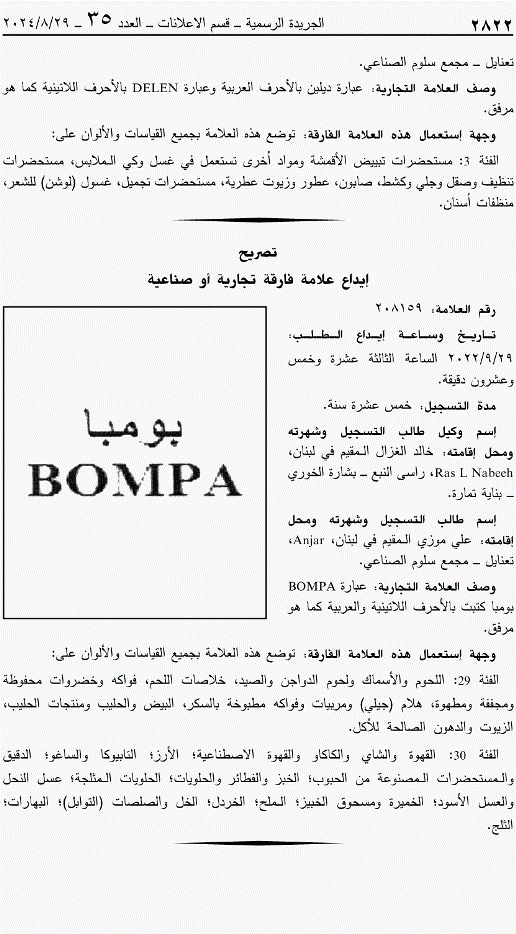 ٢٨٢٢ الجريدة الرسمية ــ قسم الاعلانات ــ العدد ٣٥ ــ ٢٠٢٤/٨/٢٩
تعنايل ــ مجمع سلوم الصناعي.
وصف العلامة التجارية: عبارة ديلين بالأحرف العربية وعبارة DELEN بالأحرف اللاتينية كما هو
مرفق.
وجهة إستعمال هذه العلامة الفارقة: توضع هذه العلامة بجميع القياسات والألوان على:
الفئة 3: مستحضرات تبييض الأقمشة ومواد أخرى تستعمل في غسل وكي الملابس، مستحضرات
تنظيف وصقل وجلي وكشط، صابون، عطور وزيوت عطرية، مستحضرات تجميل، غسول (لوشن) للشعر،
منظفات أسنان.
تصريح
إيداع علامة فارقة تجارية أو صناعية
رقم العلامة: ٢٠٨١٥٩
تاريخ وساعة إيداع الطلب:
٢٠٢٢/٩/٢٩ الساعة الثالثة عشرة وخمس
وعشرون دقيقة.
مدة التسجيل: خمس عشرة سنة.
إسم وكيل طالب التسجيل وشهرته
ومحل إقامته: خالد الغزال المقيم في لبنان،
Ras L Nabeeh، راسى النبع ــ بشارة الخوري
ــ بناية تمارة.
إسم طالب التسجيل وشهرته ومحل
إقامته: علي موزي المقيم في لبنان، Anjar،
تعنايل ــ مجمع سلوم الصناعي.
وصف العلامة التجارية: عبارة BOMPA
بومبا كتبت بالأحرف اللاتينية والعربية كما هو
مرفق.
بومبا
BOMPA
وجهة إستعمال هذه العلامة الفارقة: توضع هذه العلامة بجميع القياسات والألوان على:
الفئة 29: اللحوم والأسماك ولحوم الدواجن والصيد، خلاصات اللحم، فواكه وخضروات محفوظة
ومجففة ومطهوة، هلام (جيلي) ومربيات وفواكه مطبوخة بالسكر، البيض والحليب ومنتجات الحليب،
الزيوت والدهون الصالحة للأكل.
الفئة 30: القهوة والشاي والكاكاو والقهوة الاصطناعية؛ الأرز؛ التابيوكا والساغو؛ الدقيق
والمستحضرات المصنوعة من الحبوب؛ الخبز والفطائر والحلويات؛ الحلويات المثلجة؛ عسل النحل
والعسل الأسود؛ الخميرة ومسحوق الخبيز؛ الملح؛ الخردل؛ الخل والصلصات (التوابل)؛ البهارات؛
الثلج.